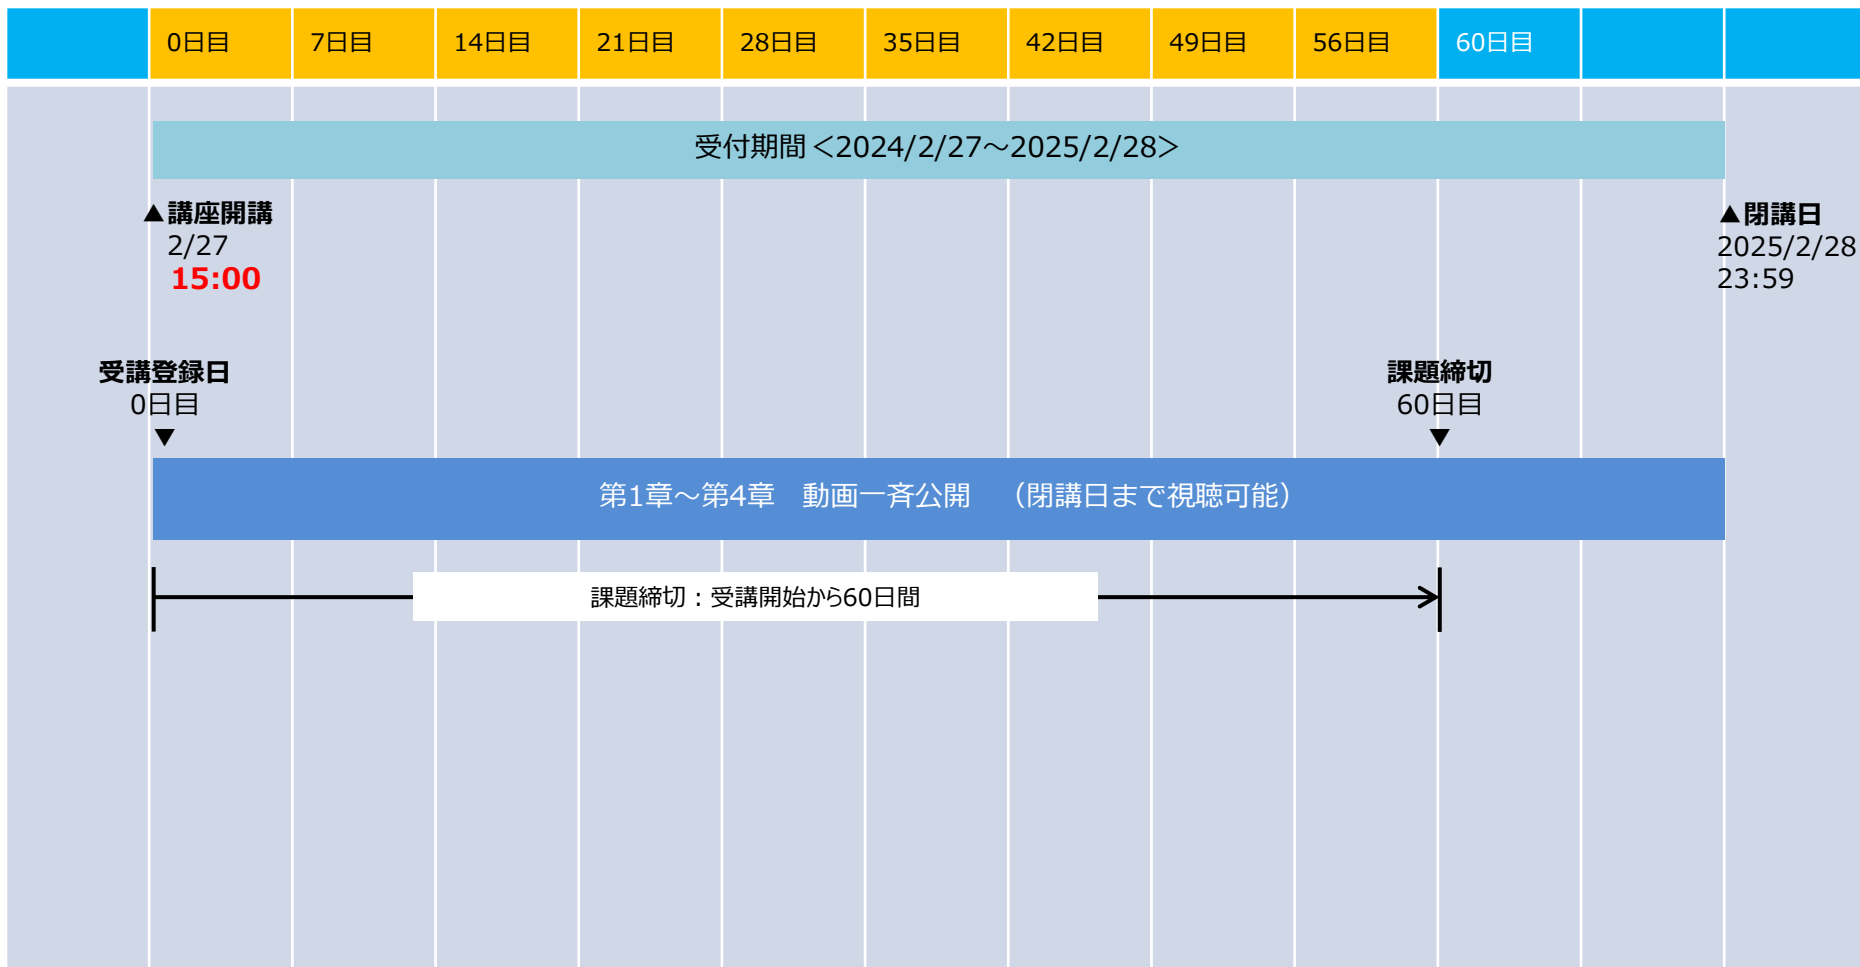 0日目 7日目 14日目 21日目 28日目 35日目 42日目 49日目 56日目 60日目
受付期間<2024/2/27～2025/2/28>
▲講座開講
2/27
15:00
▲閉講日
2025/2/28
23:59
受講登録日
0日目
▼
課題締切
60日目
▼
第1章～第4章　動画一斉公開　（閉講日まで視聴可能）
課題締切：受講開始から60日間